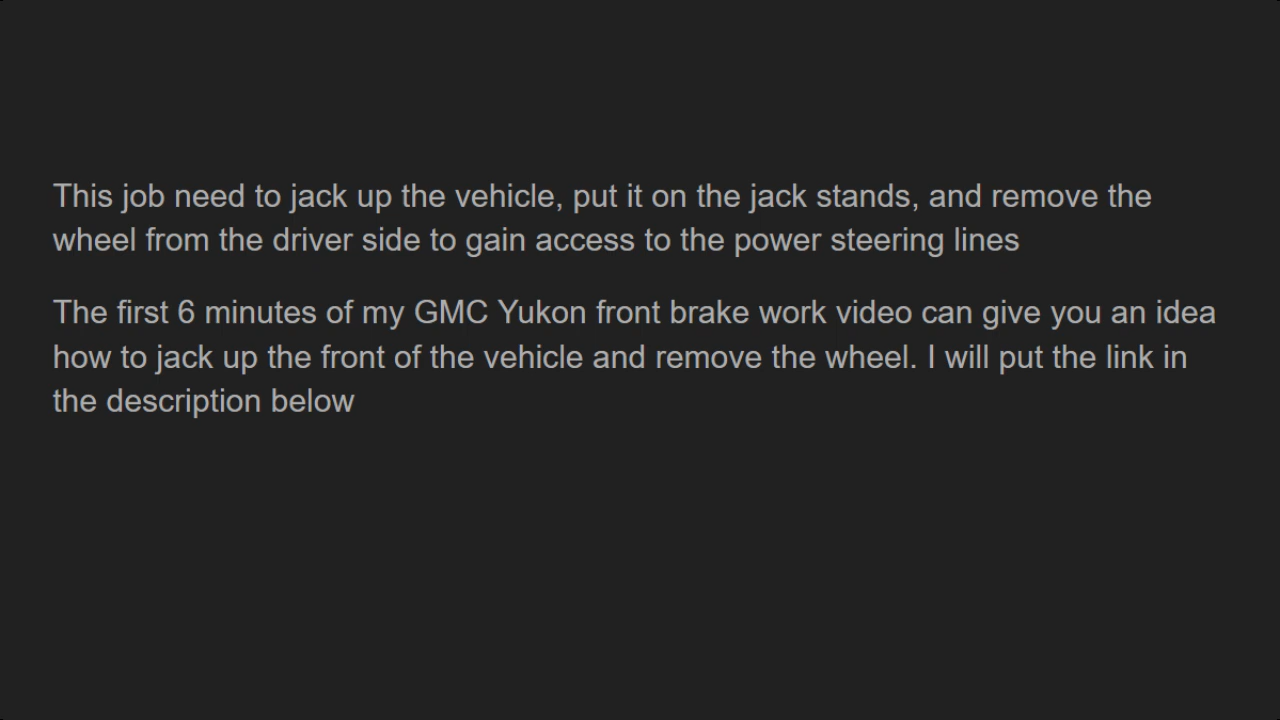 This job need to jack up the vehicle, put it on the jack stands, and remove the
wheel from the driver side to gain access to the power steering lines
The first 6 minutes of my GMC Yukon front brake work video can give you an idea
how to jack up the front of the vehicle and remove the wheel. I will put the link in
the description below